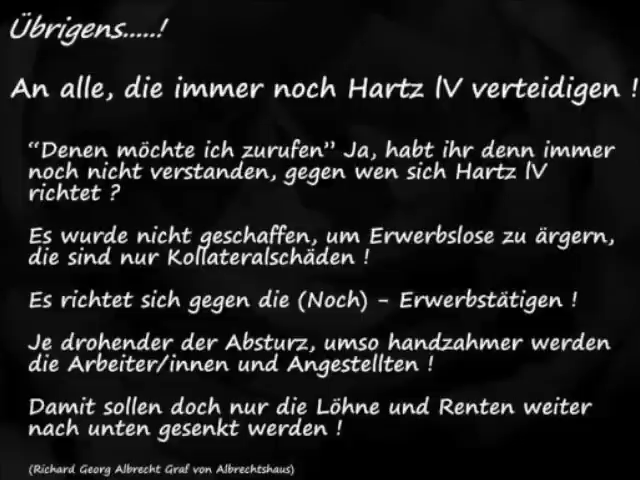 Übrigens.....!
An alle, die immer noch Hartz lV verteidigen !
“Denen möchte ich zurufen” Ja, habt ihr denn immer
noch nicht verstanden, gegen wen sich Hartz lV
richtet ?
Es wurde nicht geschaffen, um Erwerbslose zu ärgern,
die sind nur Kollateralschäden !
Es richtet sich gegen die (Noch) - Erwerbstätigen !
Je drohender der Absturz, umso handzahmer werden
die Arbeiter/innen und Angestellten !
Damit sollen doch nur die Löhne und Renten weiter
nach unten gesenkt werden !
(Richard Georg Albrecht Graf von Albrechtshaus)